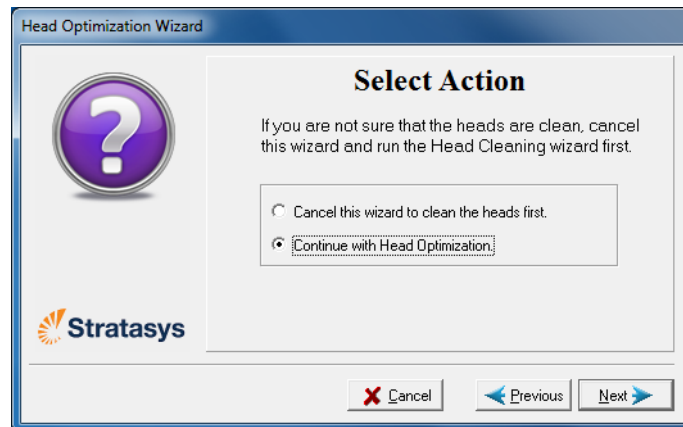 Head Optimization Wizard
Select Action
If you are not sure that the heads are clean, cancel
this wizard and run the Head Cleaning wizard first.
Cancel this wizard to clean the heads first.
Continue with Head Optimization.
Stratasys
Cancel
Previous
Next